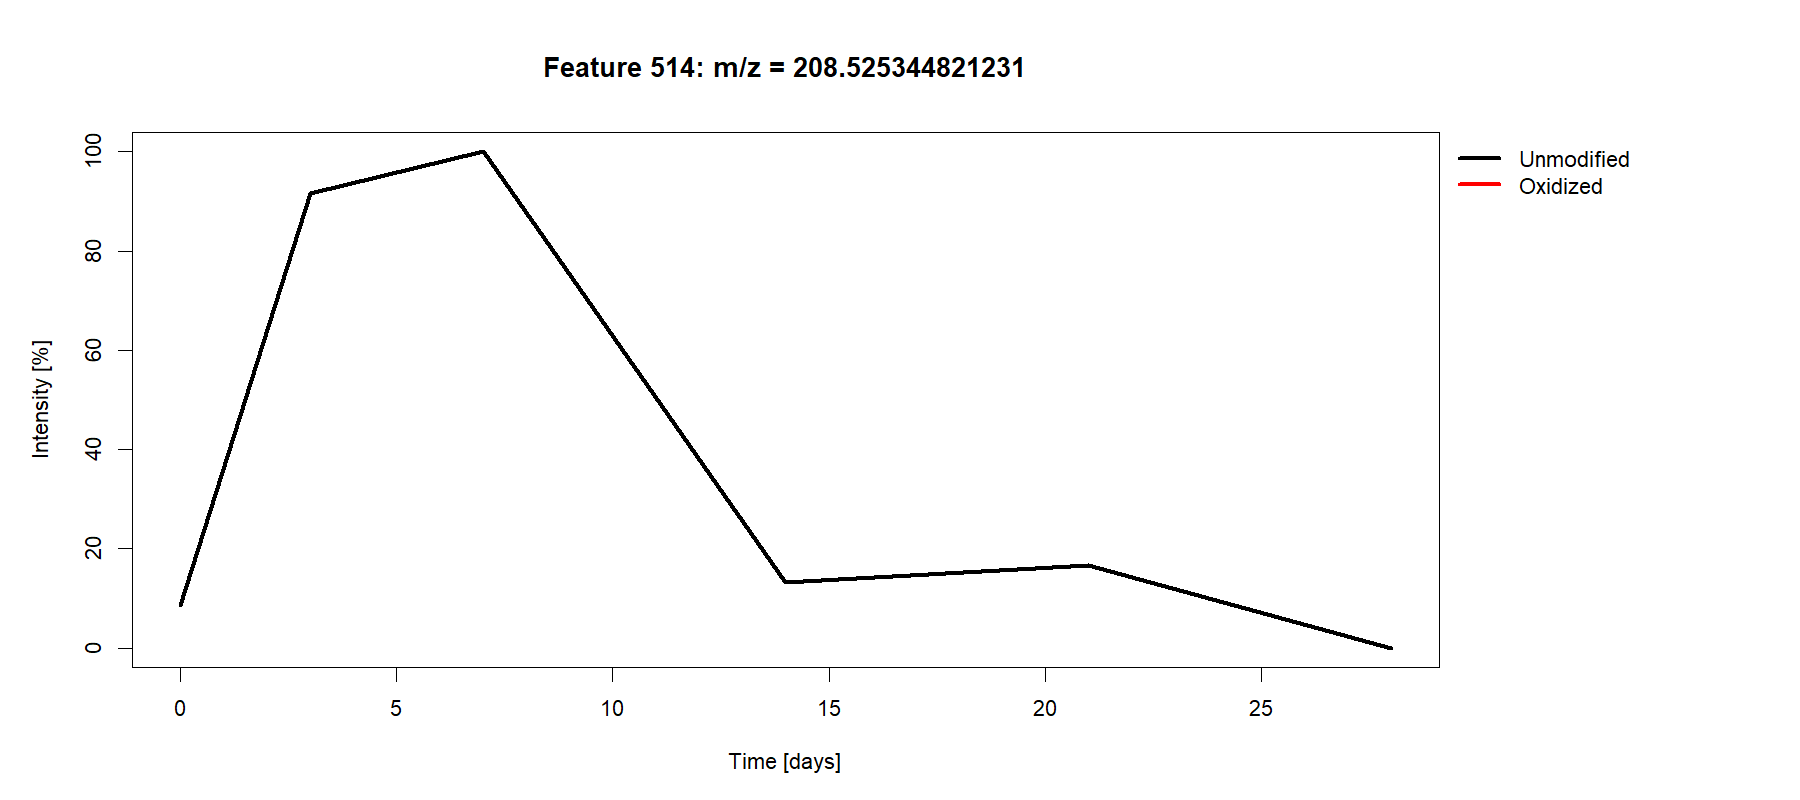 Feature 514: m/z = 208.525344821231
Unmodified
Oxidized
Intensity [%]
100
80
60
40
20
0
0 5 10 15 20 25
Time [days]